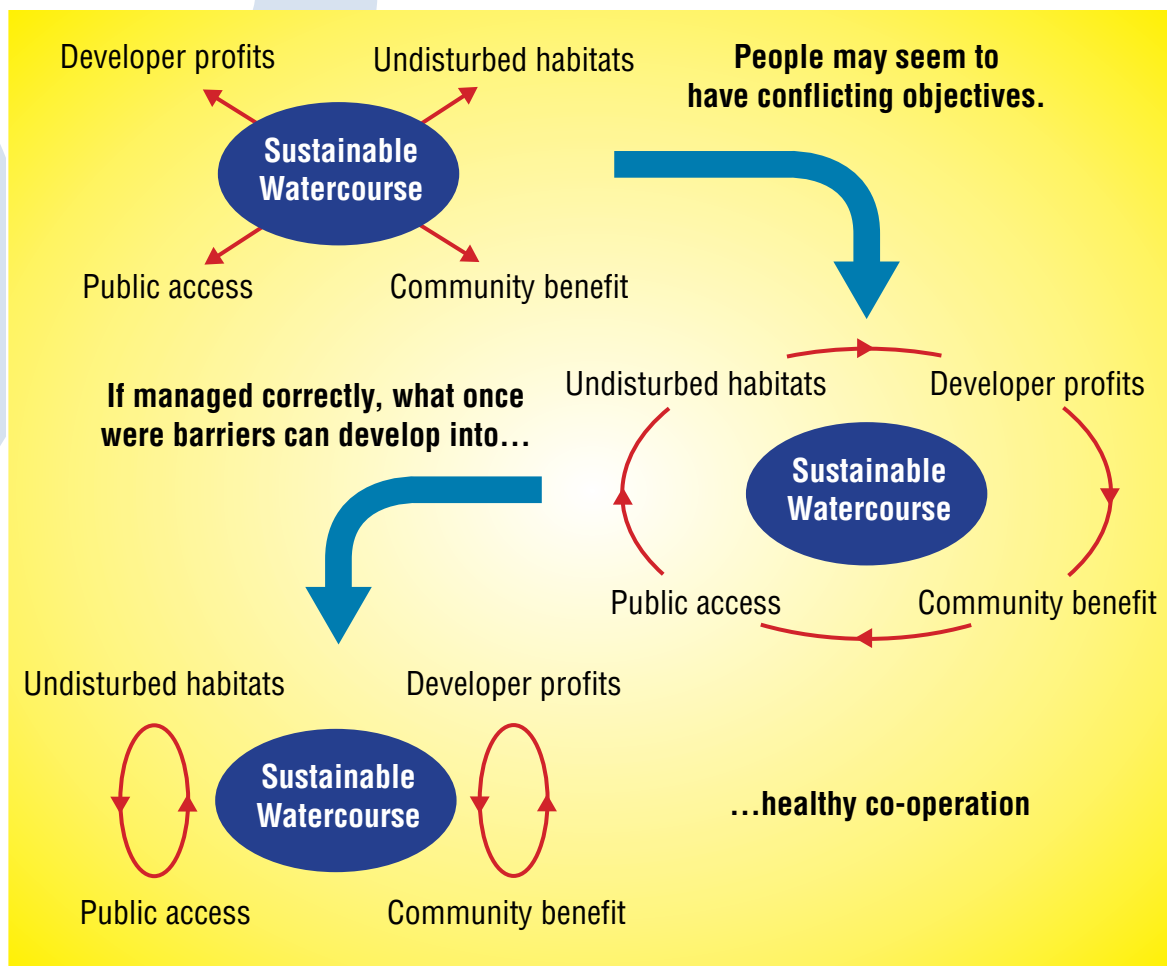 Developer profits
Undisturbed habitats
People may seem to
have conflicting objectives.
Sustainable
Watercourse
Public access
Community benefit
If managed correctly, what once
were barriers can develop into…
Undisturbed habitats
Developer profits
Sustainable
Watercourse
Public access
Community benefit
Undisturbed habitats
Developer profits
Sustainable
Watercourse
…healthy co-operation
Public access
Community benefit